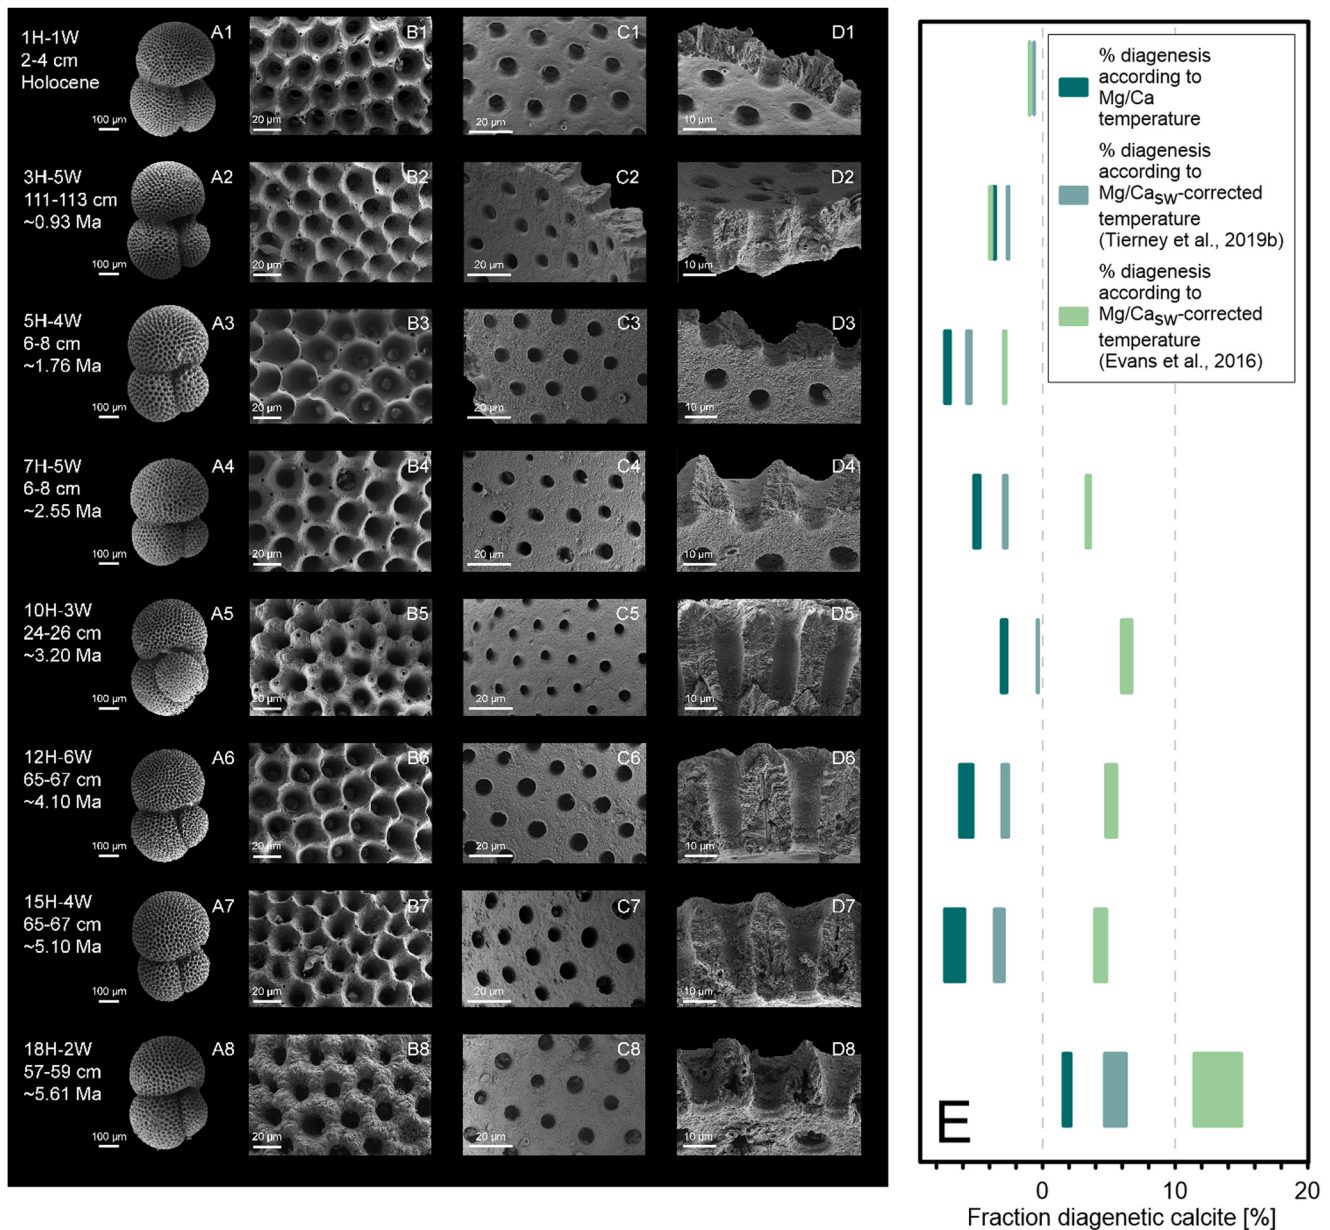 1H-1W
2-4 cm
Holocene
100 µm
A1
20 µm
B1
20 µm
C1
10 µm
D1
3H-5W
111-113 cm
~0.93 Ma
100 µm
A2
20 µm
B2
20 µm
C2
10 µm
D2
5H-4W
6-8 cm
~1.76 Ma
100 µm
A3
20 µm
B3
20 µm
C3
10 µm
D3
7H-5W
6-8 cm
~2.55 Ma
100 µm
A4
20 µm
B4
20 µm
C4
10 µm
D4
10H-3W
24-26 cm
~3.20 Ma
100 µm
A5
20 µm
B5
20 µm
C5
10 µm
D5
12H-6W
65-67 cm
~4.10 Ma
100 µm
A6
20 µm
B6
20 µm
C6
10 µm
D6
15H-4W
65-67 cm
~5.10 Ma
100 µm
A7
20 µm
B7
20 µm
C7
10 µm
D7
18H-2W
57-59 cm
~5.61 Ma
100 µm
A8
20 µm
B8
20 µm
C8
10 µm
D8
% diagenesis
according to
Mg/Ca
temperature
% diagenesis
according to
Mg/Casw-corrected
temperature
(Tierney et al., 2019b)
% diagenesis
according to
Mg/Casw-corrected
temperature
(Evans et al., 2016)
E
0 10 20
Fraction diagenetic calcite [%]